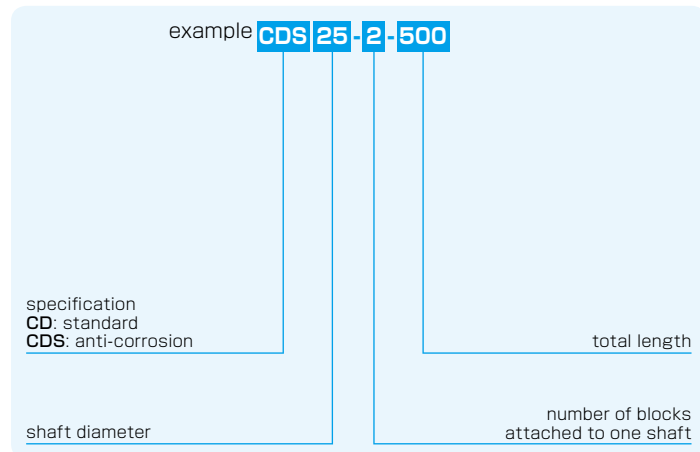 example CDS 25 - 2 - 500
specification
CD: standard
CDS: anti-corrosion
total length
shaft diameter
number of blocks
attached to one shaft